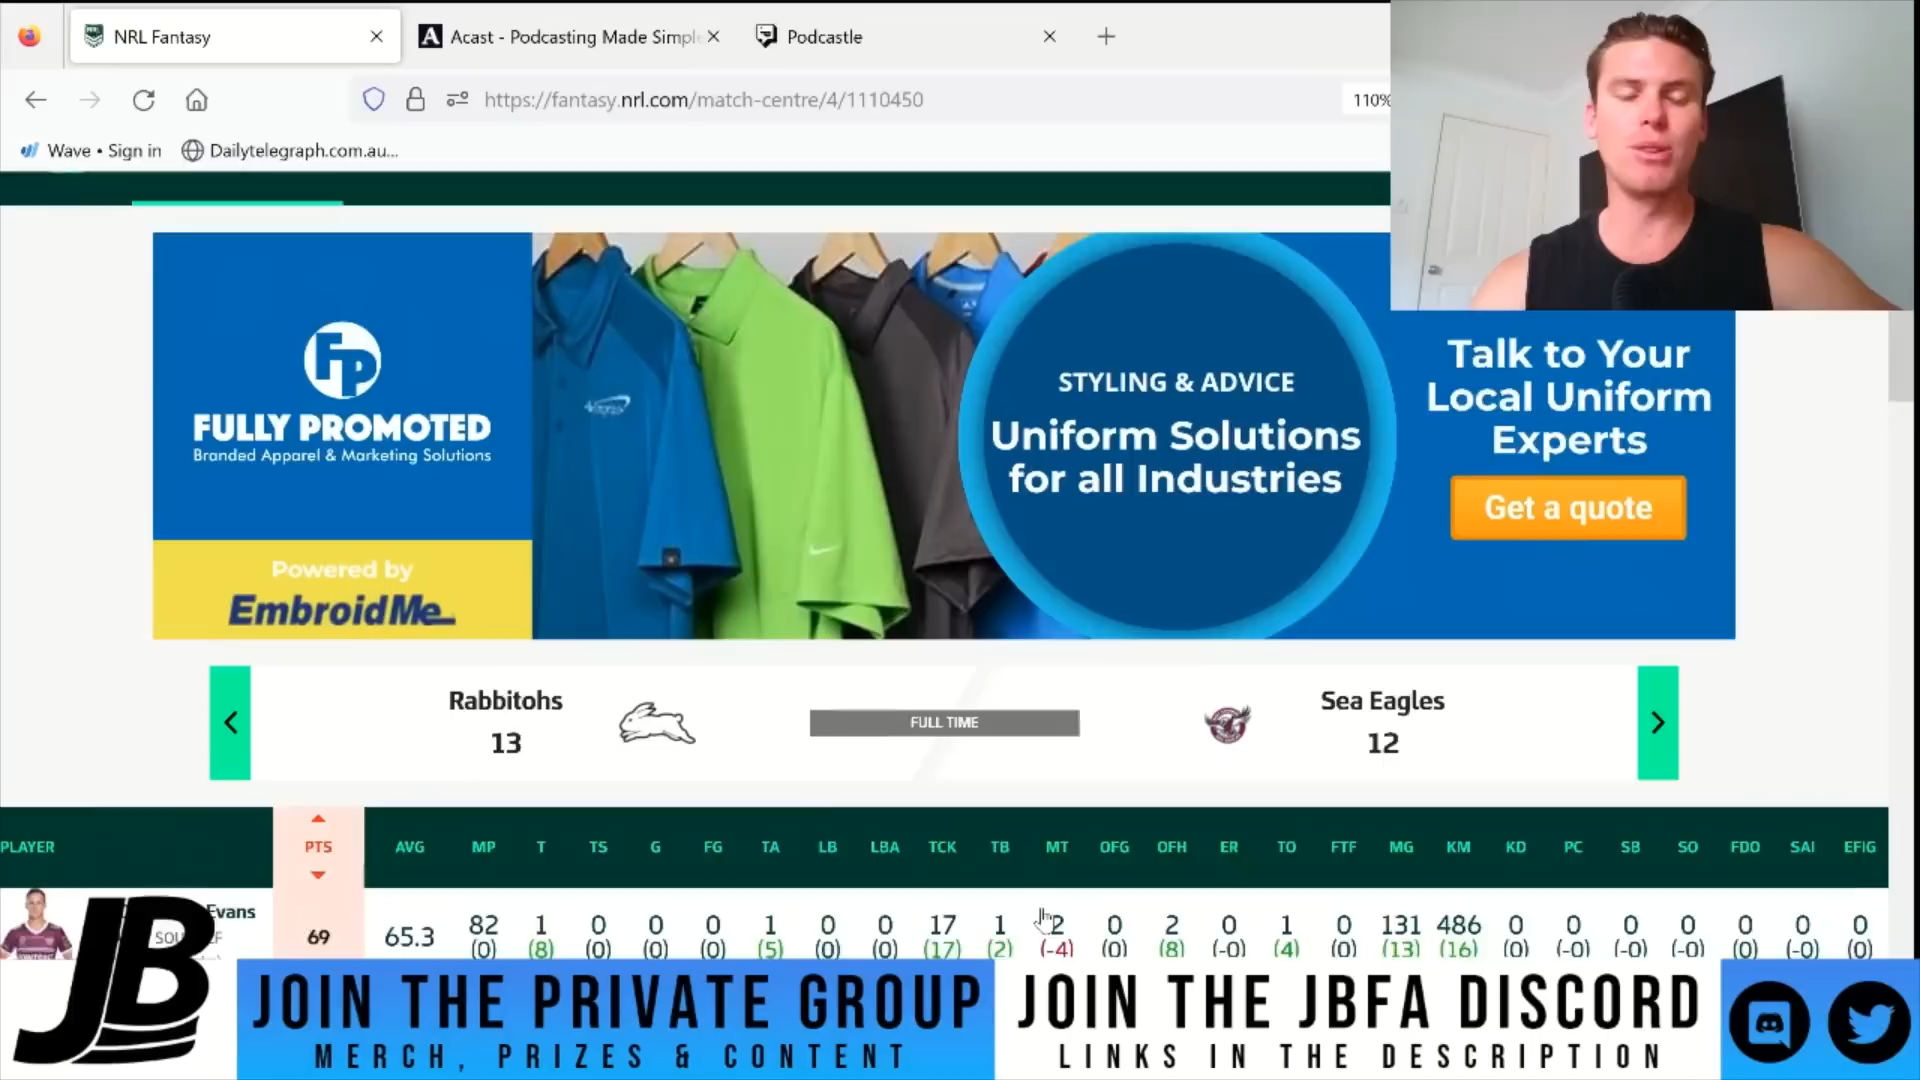 NRL Fantasy
Acast - Podcasting Made Simple
Podcastle
https://fantasy.nrl.com/match-centre/4/1110450
110%
Wave • Sign in
Dailytelegraph.com.au...
FP
FULLY PROMOTED
Branded Apparel & Marketing Solutions
Powered by
EmbroidMe
STYLING & ADVICE
Uniform Solutions
for all Industries
Talk to Your
Local Uniform
Experts
Get a quote
Rabbitohs
13
FULL TIME
Sea Eagles
12
PLAYER PTS AVG MP T TS G FG TA LB LBA TCK TB MT OFG OFH ER TO FTF MG KM KD PC SB SO FDO SAI EFIG
Evans
69 65.3 82 1 0 0 0 1 0 0 17 1 2 0 2 0 1 0 131 486 0 0 0 0 0 0 0
(0) (8) (0) (0) (0) (5) (0) (0) (17) (2) (-4) (0) (8) (-0) (4) (0) (13) (16) (0) (-0) (-0) (-0) (0) (-0) (0)
JB
JOIN THE PRIVATE GROUP
MERCH, PRIZES & CONTENT
JOIN THE JBFA DISCORD
LINKS IN THE DESCRIPTION